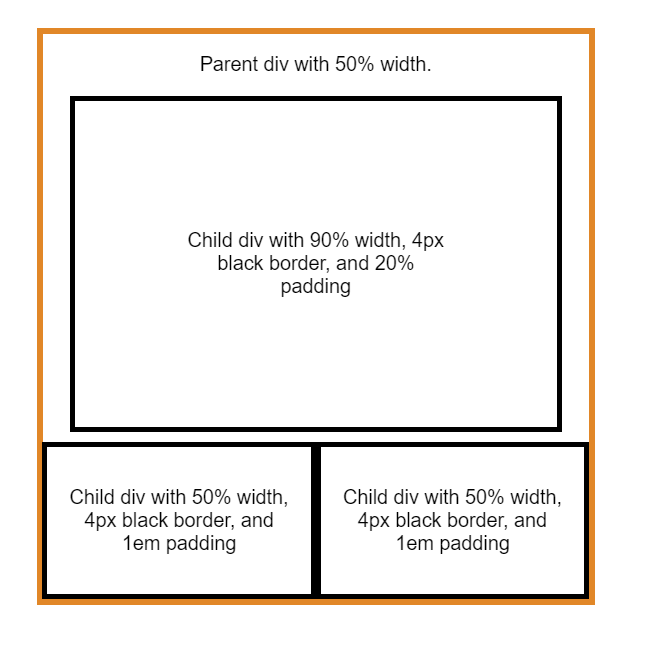 Parent div with 50% width.
Child div with 90% width, 4px
black border, and 20%
padding
Child div with 50% width,
4px black border, and
1em padding
Child div with 50% width,
4px black border, and
1em padding